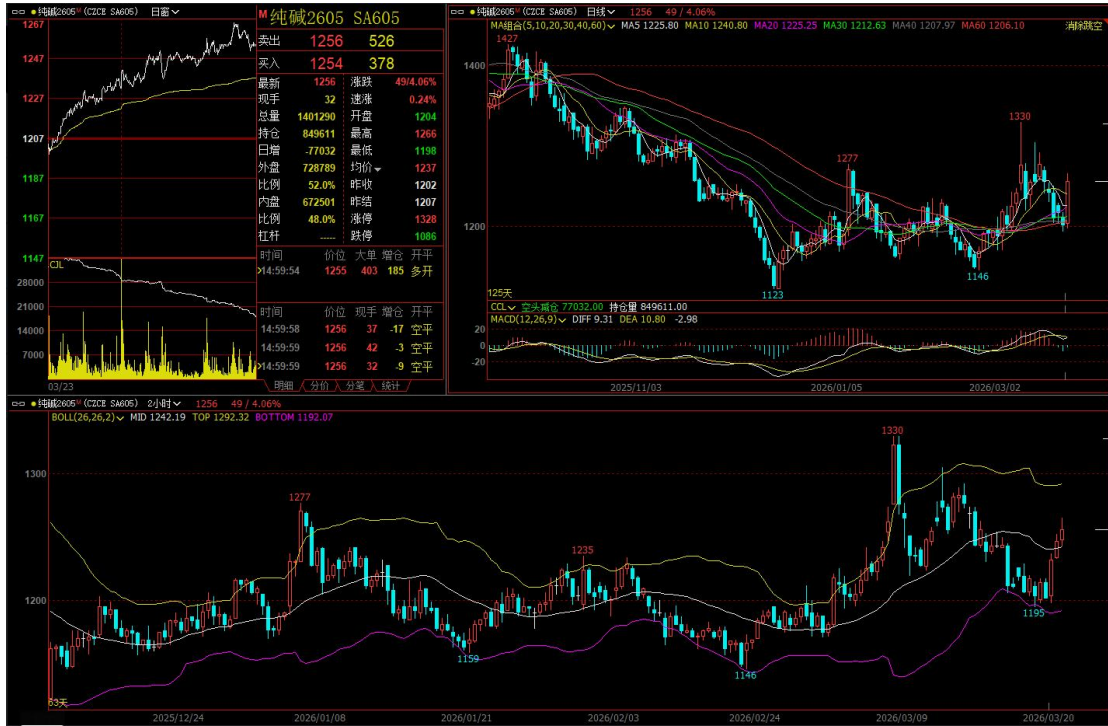 纯碱2605ᴹ (CZCE SA605) 日窗
1267
1247
1227
1207
1187
1167
1147
CJL
28000
21000
14000
7000
03/23
M 纯碱2605 SA605
卖出 1256 526
买入 1254 378
最新 1256 涨跌 49/4.06%
现手 32 速涨 0.24%
总量 1401290 开盘 1204
持仓 849611 最高 1266
日增 -77032 最低 1198
外盘 728789 均价 1237
比例 52.0% 昨收 1202
内盘 672501 昨结 1207
比例 48.0% 涨停 1328
杠杆 ----- 跌停 1086
时间 价位 大单 增仓 开平
14:59:54 1255 403 185 多开
时间 价位 现手 增仓 开平
14:59:58 1256 37 -17 空平
14:59:59 1256 42 -3 空平
14:59:59 1256 32 -9 空平
明细 分价 分笔 统计
纯碱2605ᴹ (CZCE SA605) 日线 1256 49 / 4.06%
MA组合(5,10,20,30,40,60) MA5 1225.80 MA10 1240.80 MA20 1225.25 MA30 1212.63 MA40 1207.97 MA60 1206.10 消除跳空
1427
1400
1330
1277
1200
1146
1123
125天
CCL 空头减仓 77032.00 持仓量 849611.00
MACD(12,26,9) DIFF 9.31 DEA 10.80 -2.98
20
0
-20
2025/11/03 2026/01/05 2026/03/02
纯碱2605ᴹ (CZCE SA605) 2小时 1256 49 / 4.06%
BOLL(26,26,2) MID 1242.19 TOP 1292.32 BOTTOM 1192.07
1330
1300
1277
1235
1200
1195
1159
1146
63天
2025/12/24 2026/01/08 2026/01/21 2026/02/03 2026/02/24 2026/03/09 2026/03/20